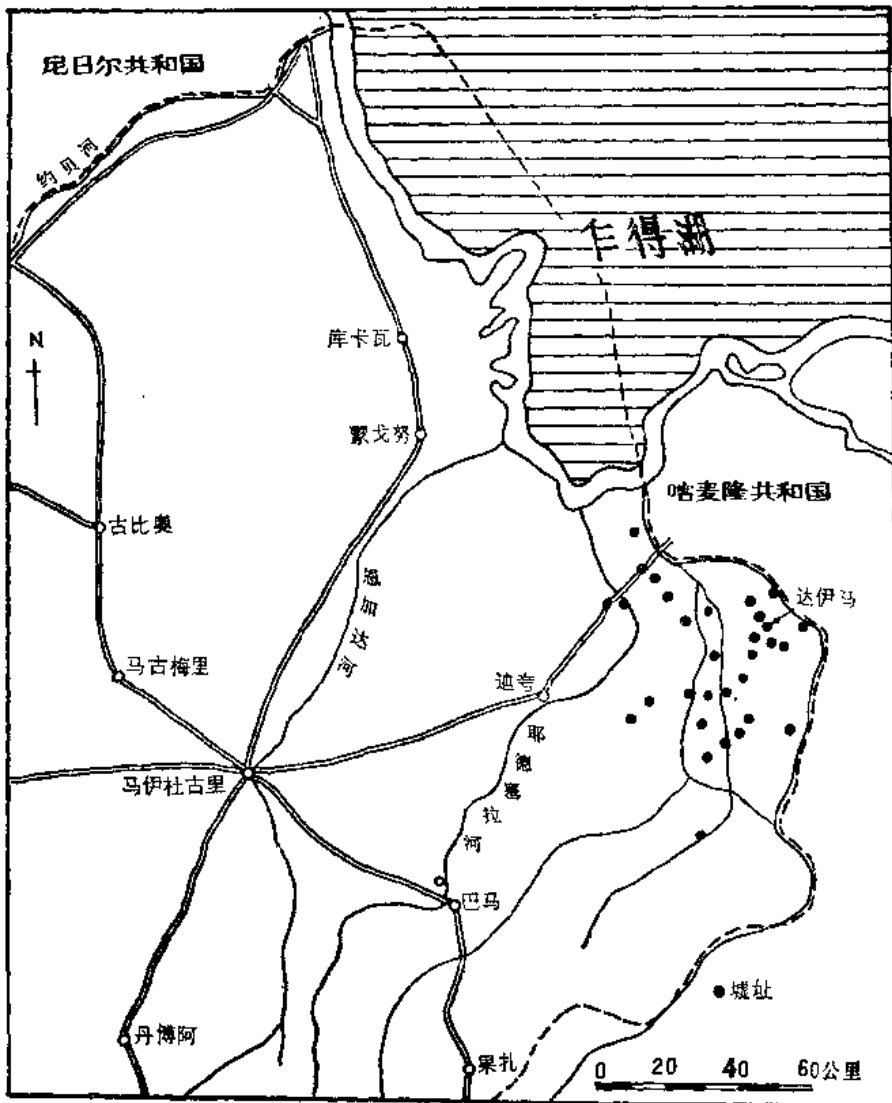 尼日尔共和国
约贝河
乍得湖
N
库卡瓦
蒙戈努
喀麦隆共和国
古比奥
恩加达河
达伊马
马古梅里
迪夸
耶德塞拉河
马伊杜古里
巴马
墟址
丹博阿
果扎
0 20 40 60公里